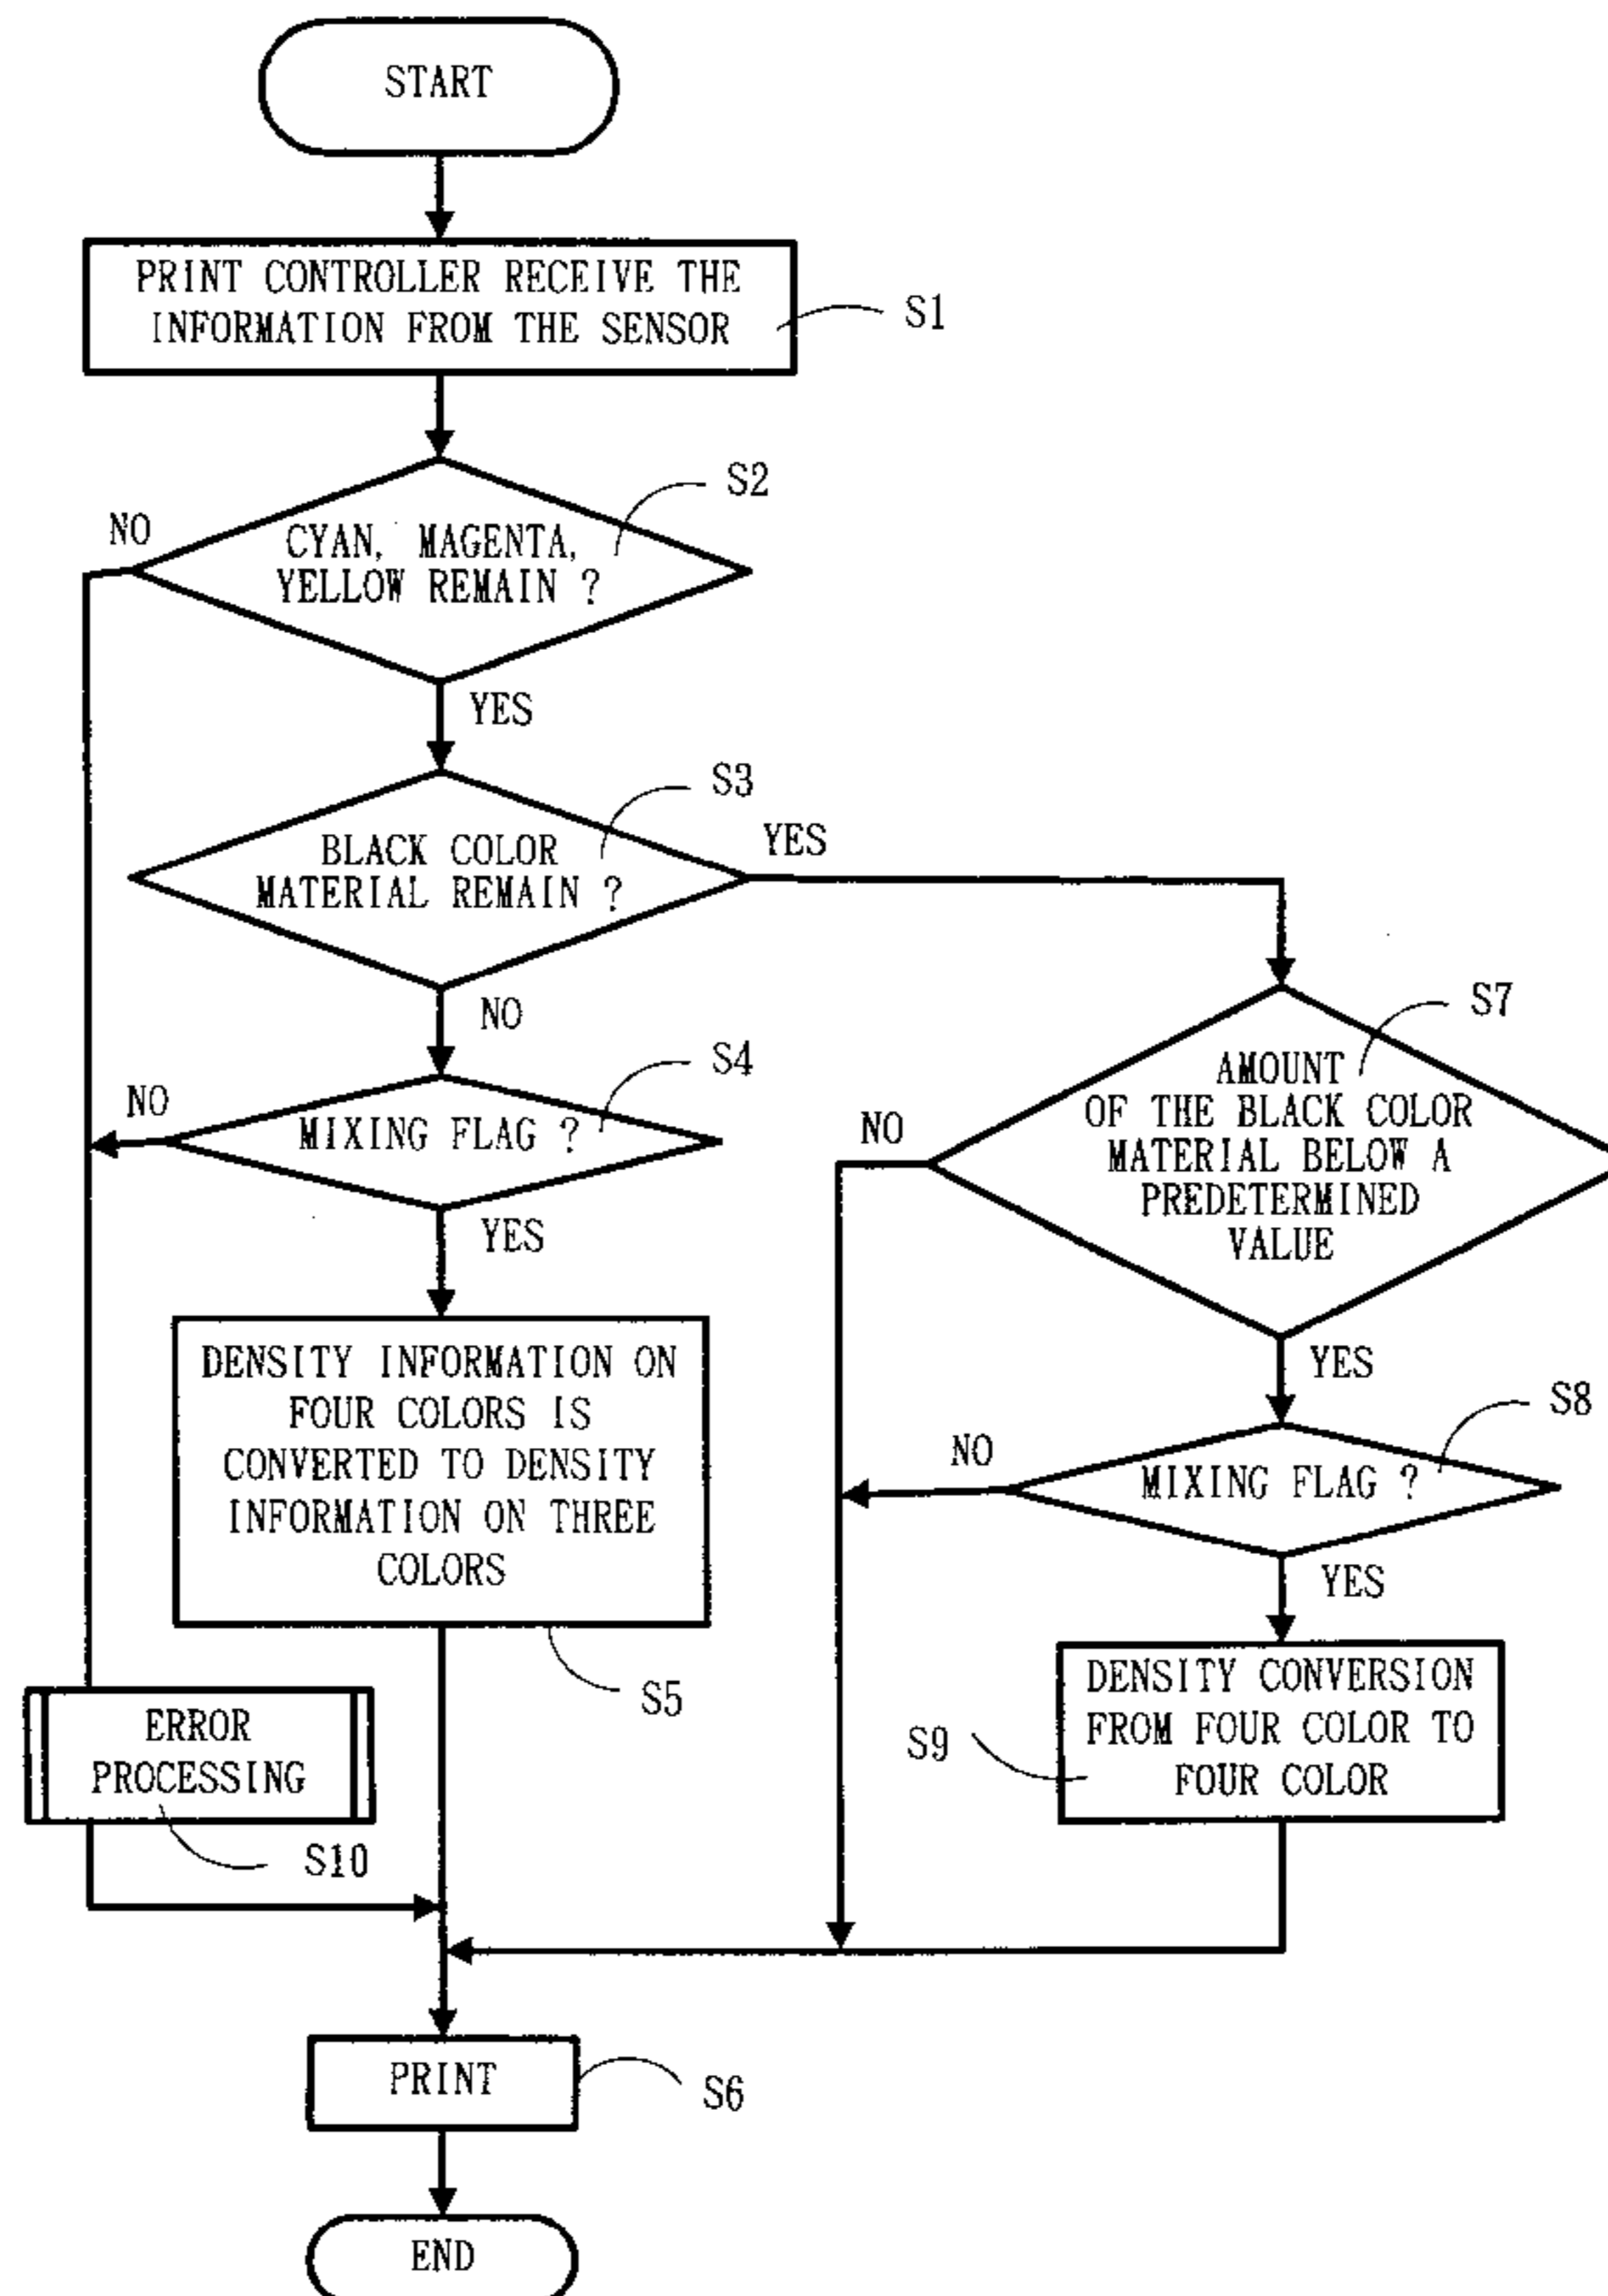 START
PRINT CONTROLLER RECEIVE THE
INFORMATION FROM THE SENSOR
S1
S2
NO
CYAN, MAGENTA,
YELLOW REMAIN ?
YES
S3
BLACK COLOR
MATERIAL REMAIN ?
YES
NO
S4
NO
MIXING FLAG ?
YES
S7
AMOUNT
OF THE BLACK COLOR
MATERIAL BELOW A
PREDETERMINED
VALUE
NO
YES
S8
NO
MIXING FLAG ?
YES
DENSITY INFORMATION ON
FOUR COLORS IS
CONVERTED TO DENSITY
INFORMATION ON THREE
COLORS
S5
DENSITY CONVERSION
FROM FOUR COLOR TO
FOUR COLOR
S9
ERROR
PROCESSING
S10
PRINT
S6
END